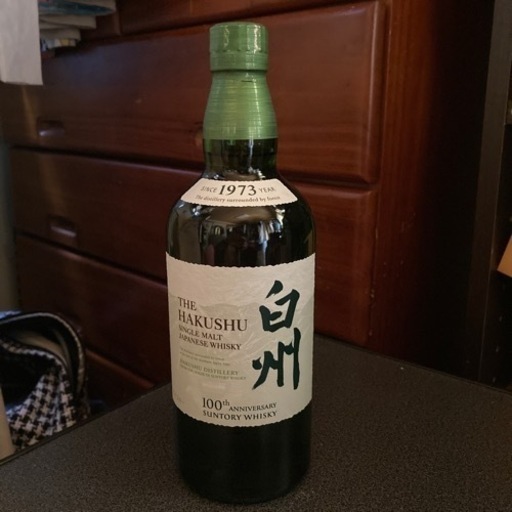 SINCE 1973 YEAR
The distillery surrounded by forest
THE
HAKUSHU
SINGLE MALT
JAPANESE WHISKY
白州
HAKUSHU DISTILLERY
100th ANNIVERSARY
SUNTORY WHISKY